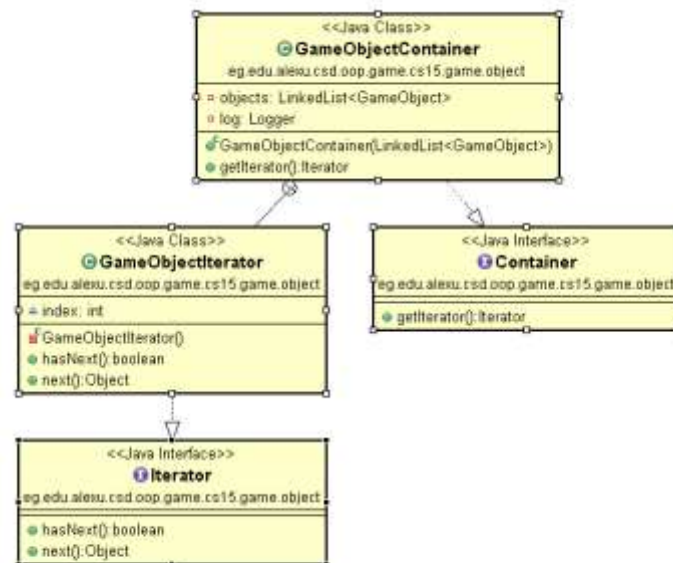 <<Java Class>>
GameObjectContainer
eg.edu.alexu.csd.oop.game.cs15.game.object
objects: LinkedList<GameObject>
log: Logger
GameObjectContainer(LinkedList<GameObject>)
getIterator():Iterator
<<Java Class>>
GameObjectIterator
eg.edu.alexu.csd.oop.game.cs15.game.object
index: int
GameObjectIterator()
hasNext():boolean
next():Object
<<Java Interface>>
Container
eg.edu.alexu.csd.oop.game.cs15.game.object
getIterator():Iterator
<<Java Interface>>
Iterator
eg.edu.alexu.csd.oop.game.cs15.game.object
hasNext():boolean
next():Object